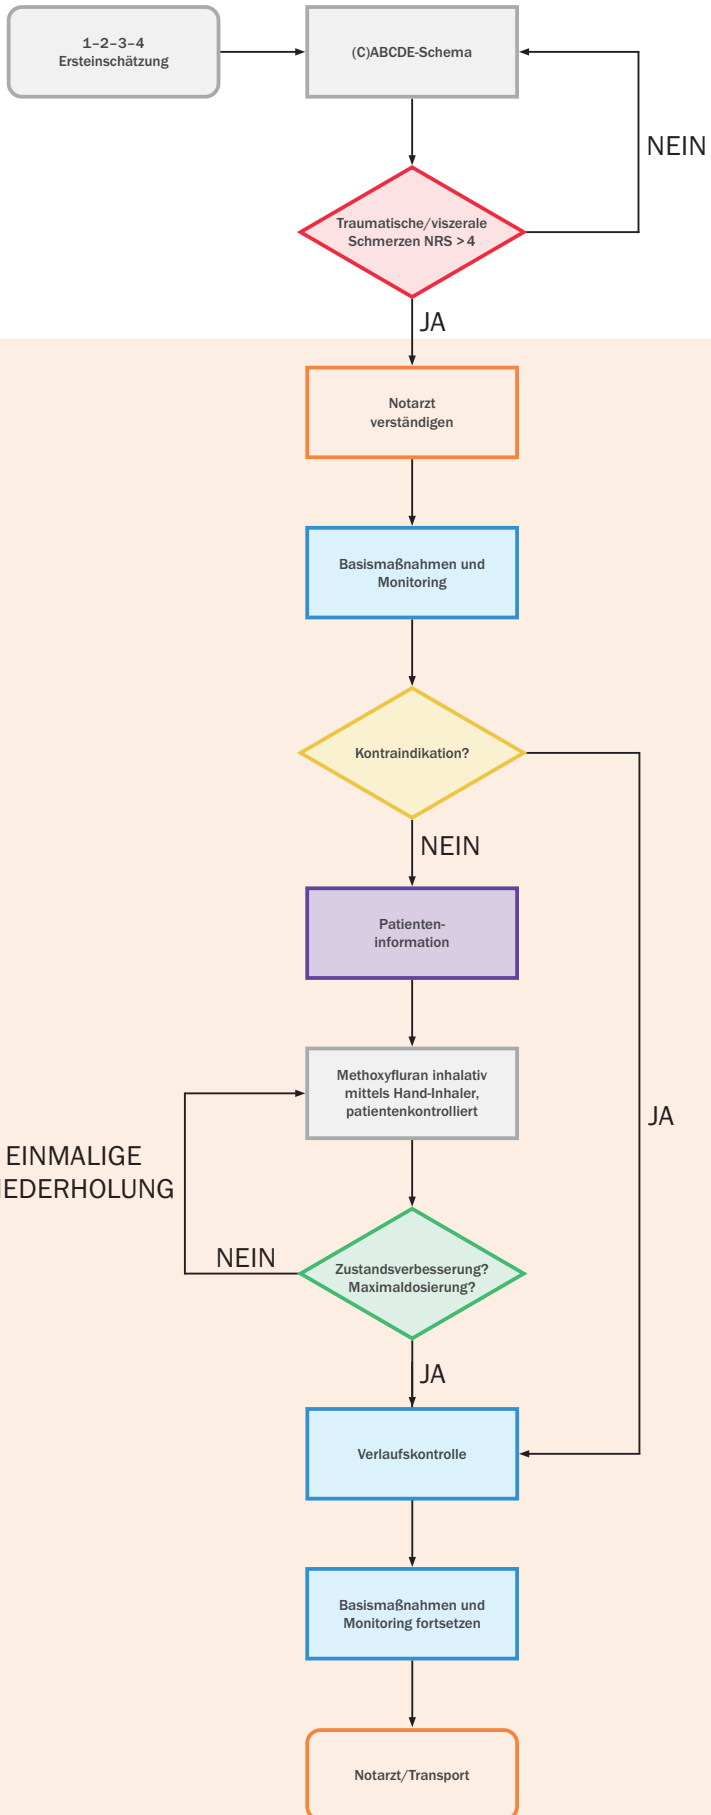 1–2–3–4
Ersteinschätzung
(C)ABCDE-Schema
NEIN
Traumatische/viszerale
Schmerzen NRS > 4
JA
Notarzt
verständigen
Basismaßnahmen und
Monitoring
Kontraindikation?
NEIN
Patienten-
information
Methoxyfluran inhalativ
mittels Hand-Inhaler,
patientenkontrolliert
JA
EINMALIGE
IEDERHOLUNG
NEIN
Zustandsverbesserung?
Maximaldosierung?
JA
Verlaufskontrolle
Basismaßnahmen und
Monitoring fortsetzen
Notarzt/Transport